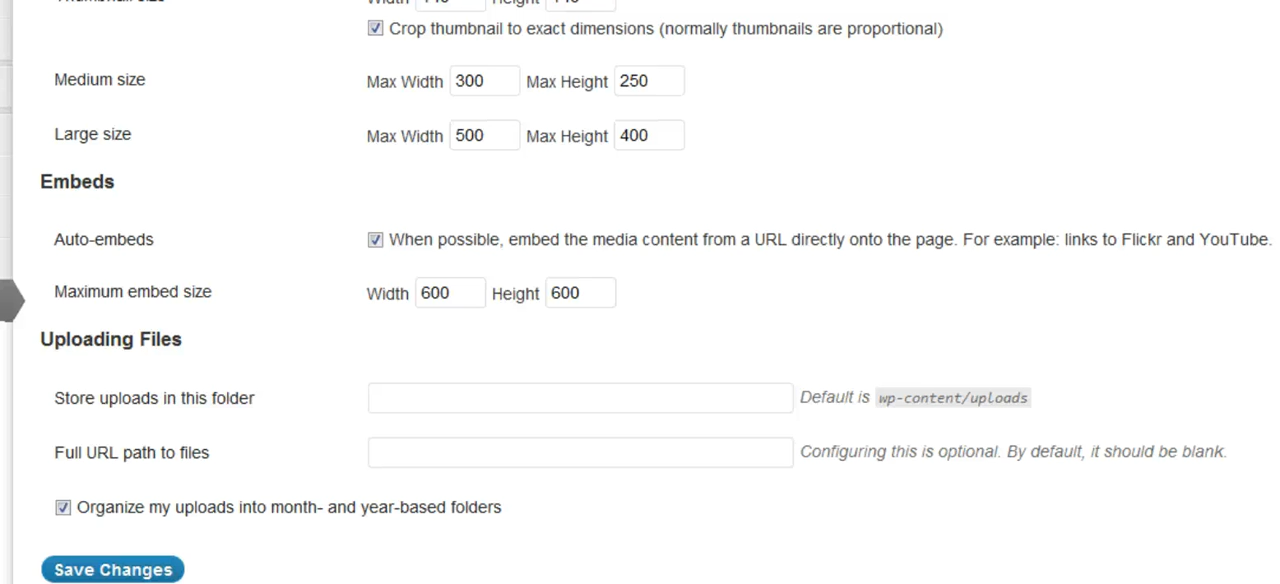 Crop thumbnail to exact dimensions (normally thumbnails are proportional)
Medium size Max Width 300 Max Height 250
Large size Max Width 500 Max Height 400
Embeds
Auto-embeds When possible, embed the media content from a URL directly onto the page. For example: links to Flickr and YouTube.
Maximum embed size Width 600 Height 600
Uploading Files
Store uploads in this folder Default is wp-content/uploads
Full URL path to files Configuring this is optional. By default, it should be blank.
Organize my uploads into month- and year-based folders
Save Changes